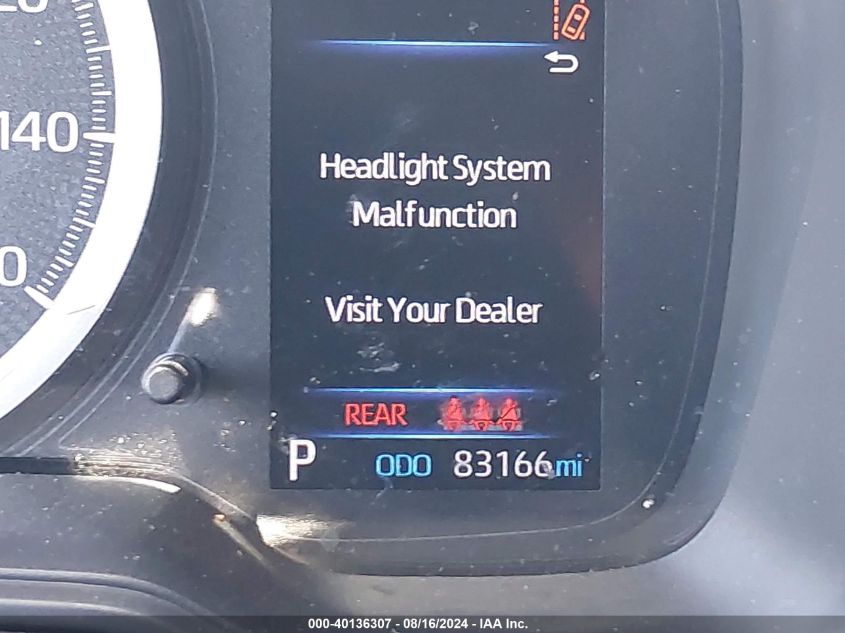 140
Headlight System
Malfunction
Visit Your Dealer
REAR
P ODO 83166 mi
000-40136307 - 08/16/2024 - IAA Inc.